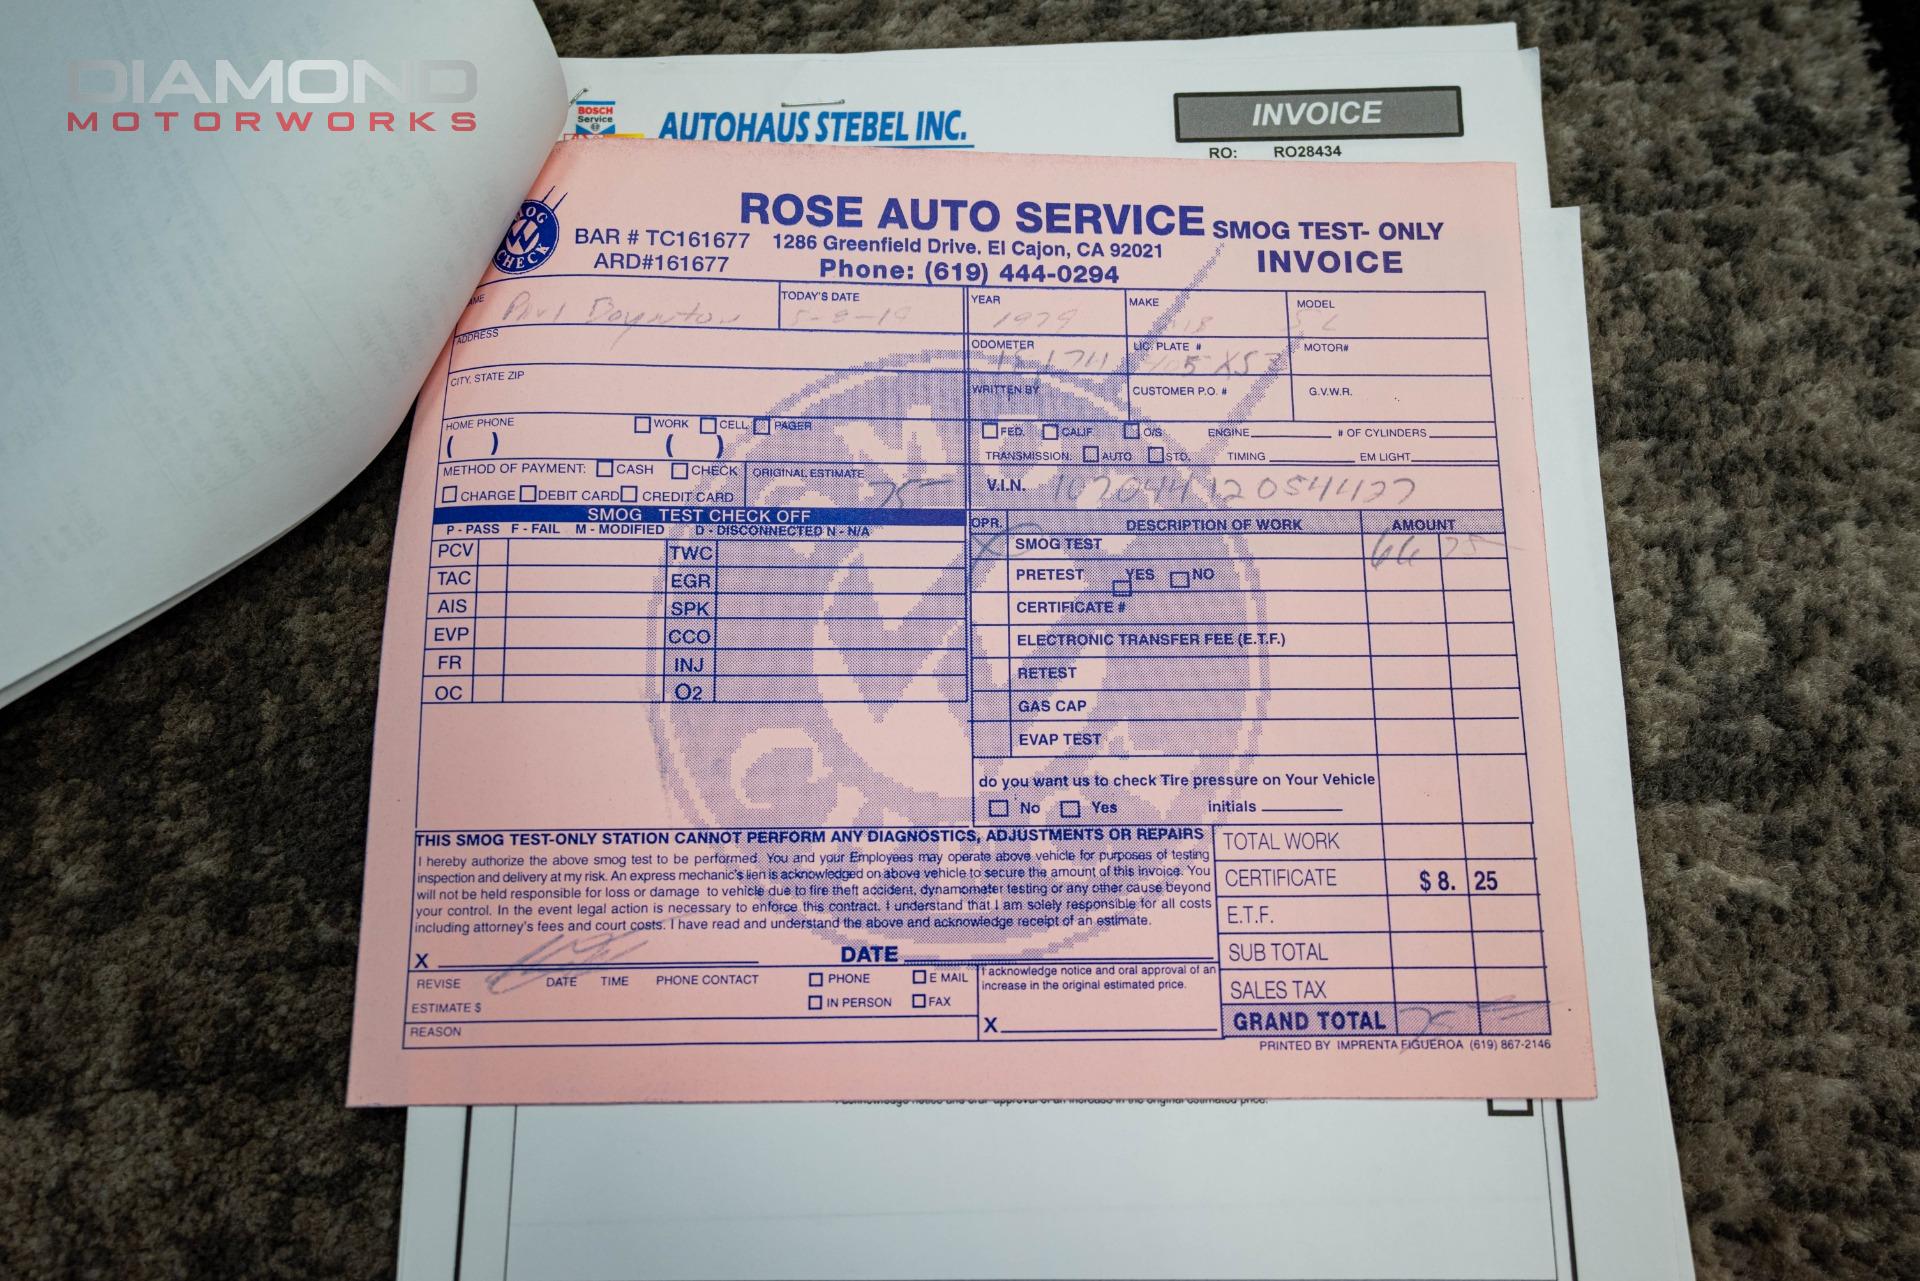 DIAMOND
MOTORWORKS
BOSCH
Service
AUTOHAUS STEBEL INC.
INVOICE
RO: RO28434
SMOG
CHECK
ROSE AUTO SERVICE
SMOG TEST- ONLY
INVOICE
BAR # TC161677
ARD#161677
1286 Greenfield Drive. El Cajon, CA 92021
Phone: (619) 444-0294
Boynton
TODAY'S DATE
YEAR 1979
MAKE
MODEL SL
ADDRESS
ODOMETER
LIC. PLATE #
MOTOR#
CITY, STATE ZIP
WRITTEN BY
CUSTOMER P.O. #
G.V.W.R.
HOME PHONE
WORK CELL PAGER
( ) ( )
FED. CALIF O/S ENGINE # OF CYLINDERS
TRANSMISSION: AUTO STD. TIMING EM LIGHT
METHOD OF PAYMENT: CASH CHECK
CHARGE DEBIT CARD CREDIT CARD
ORIGINAL ESTIMATE 75
V.I.N.
SMOG TEST CHECK OFF
P - PASS F - FAIL M - MODIFIED D - DISCONNECTED N - N/A
PCV TWC
TAC EGR
AIS SPK
EVP CCO
FR INJ
OC O2
OPR. DESCRIPTION OF WORK AMOUNT
X SMOG TEST 66 75
PRETEST YES NO
CERTIFICATE #
ELECTRONIC TRANSFER FEE (E.T.F.)
RETEST
GAS CAP
EVAP TEST
do you want us to check Tire pressure on Your Vehicle
No Yes initials
THIS SMOG TEST-ONLY STATION CANNOT PERFORM ANY DIAGNOSTICS, ADJUSTMENTS OR REPAIRS
I hereby authorize the above smog test to be performed. You and your Employees may operate above vehicle for purposes of testing
inspection and delivery at my risk. An express mechanic's lien is acknowledged on above vehicle to secure the amount of this invoice. You
will not be held responsible for loss or damage to vehicle due to fire theft accident, dynamometer testing or any other cause beyond
your control. In the event legal action is necessary to enforce this contract. I understand that I am solely responsible for all costs
including attorney's fees and court costs. I have read and understand the above and acknowledge receipt of an estimate.
X DATE
REVISE DATE TIME PHONE CONTACT
ESTIMATE $
PHONE E MAIL
IN PERSON FAX
REASON
I acknowledge notice and oral approval of an
increase in the original estimated price.
X
TOTAL WORK
CERTIFICATE $ 8. 25
E.T.F.
SUB TOTAL
SALES TAX
GRAND TOTAL 75
PRINTED BY IMPRENTA FIGUEROA (619) 867-2146